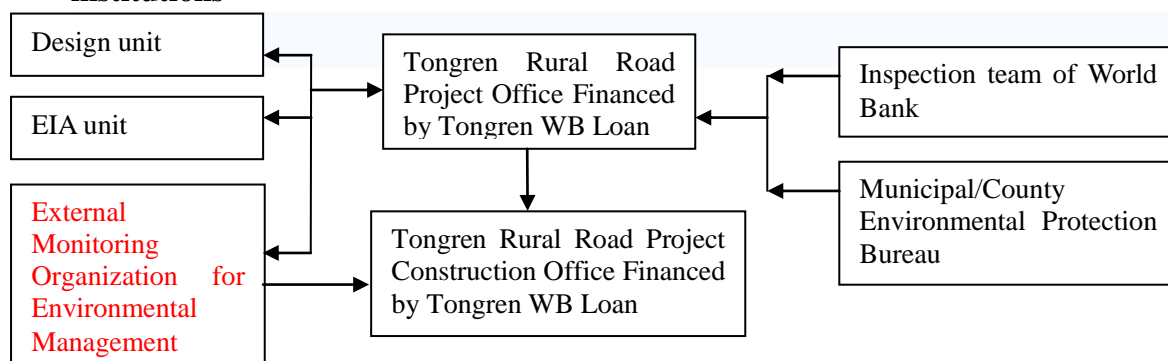 institutions
Design unit
EIA unit
External
Monitoring
Organization for
Environmental
Management
Tongren Rural Road
Project Office Financed
by Tongren WB Loan
Tongren Rural Road Project
Construction Office Financed
by Tongren WB Loan
Inspection team of World
Bank
Municipal/County
Environmental Protection
Bureau